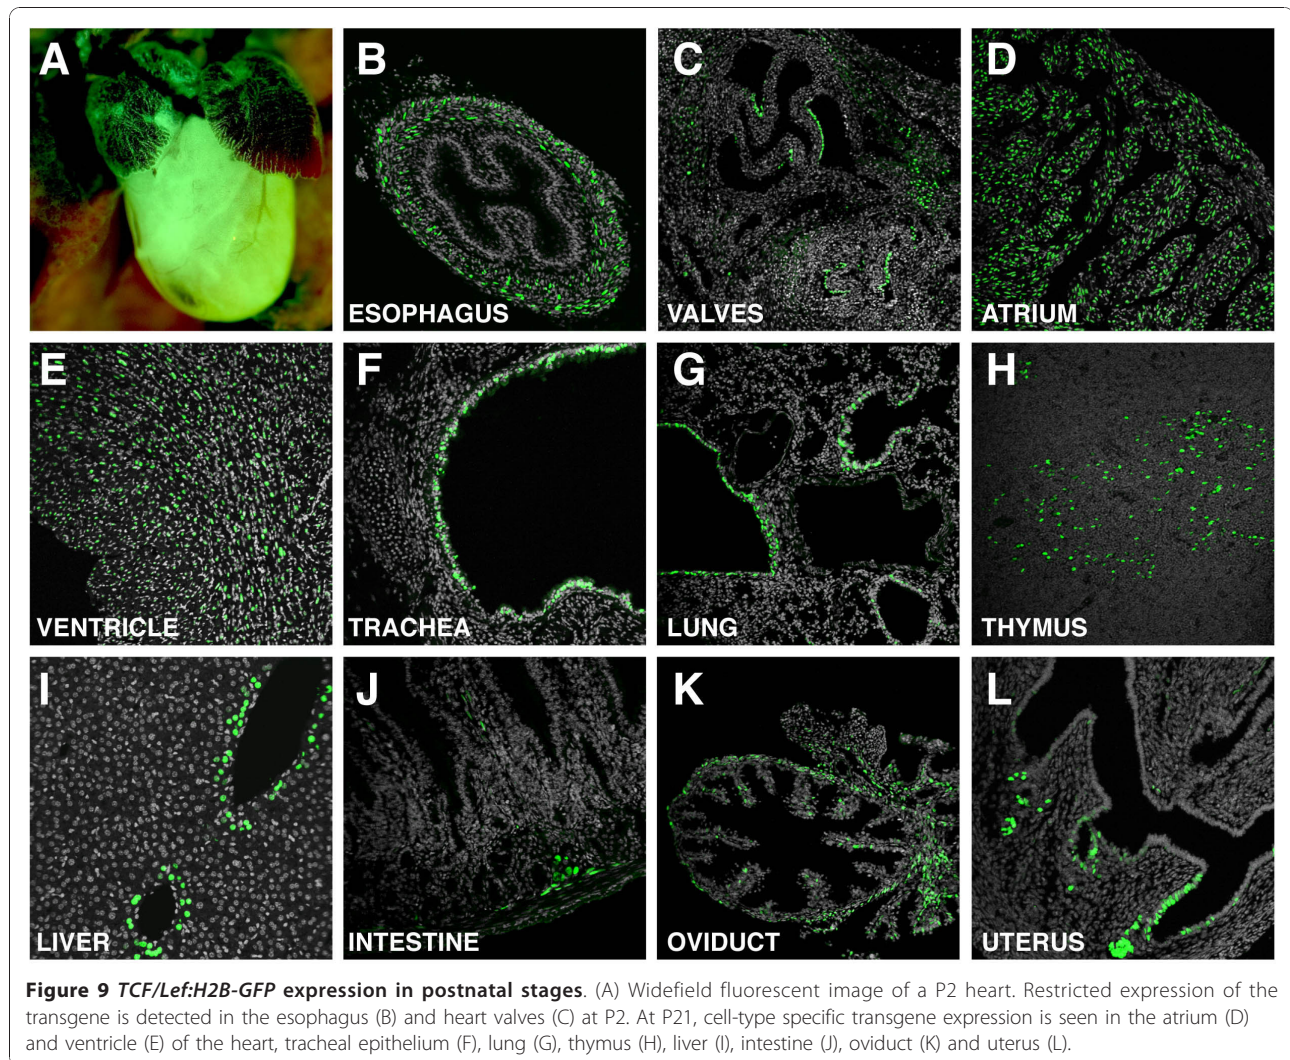 A
B
C
D
ESOPHAGUS
VALVES
ATRIUM
E
F
G
H
VENTRICLE
TRACHEA
LUNG
THYMUS
I
J
K
L
LIVER
INTESTINE
OVIDUCT
UTERUS
Figure 9 TCF/Lef:H2B-GFP expression in postnatal stages. (A) Widefield fluorescent image of a P2 heart. Restricted expression of the
transgene is detected in the esophagus (B) and heart valves (C) at P2. At P21, cell-type specific transgene expression is seen in the atrium (D)
and ventricle (E) of the heart, tracheal epithelium (F), lung (G), thymus (H), liver (I), intestine (J), oviduct (K) and uterus (L).